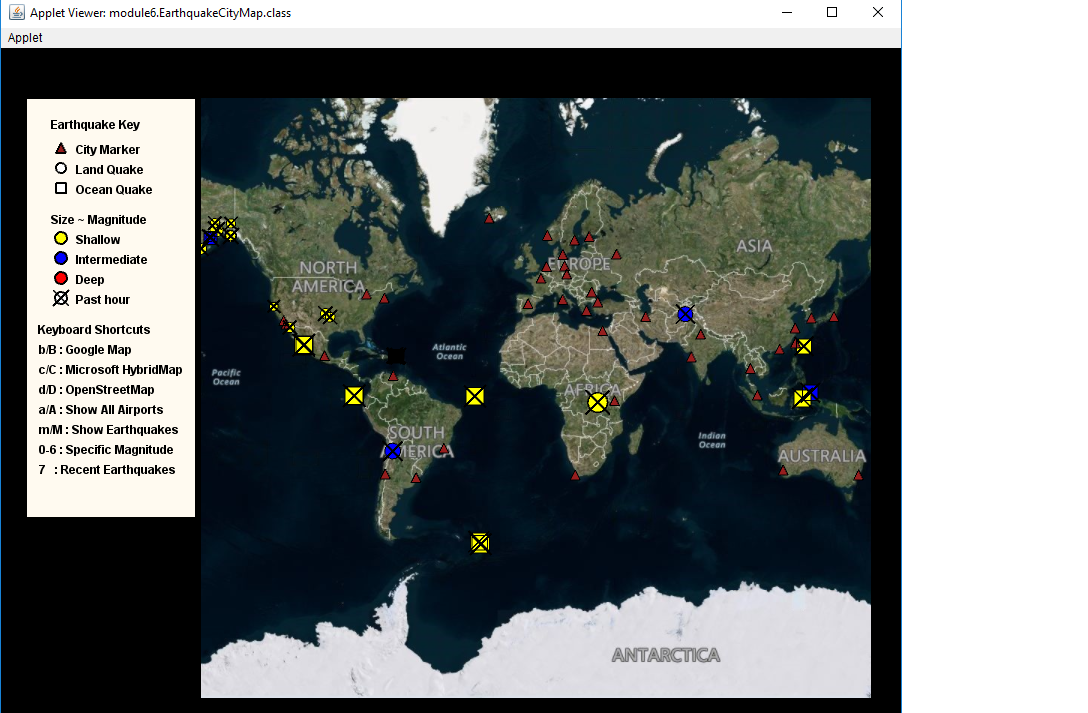 Applet Viewer: module6.EarthquakeCityMap.class
Applet
Earthquake Key
City Marker
Land Quake
Ocean Quake
Size ~ Magnitude
Shallow
Intermediate
Deep
Past hour
Keyboard Shortcuts
b/B : Google Map
c/C : Microsoft HybridMap
d/D : OpenStreetMap
a/A : Show All Airports
m/M : Show Earthquakes
0-6 : Specific Magnitude
7 : Recent Earthquakes
NORTH
AMERICA
EUROPE
ASIA
Atlantic
Ocean
Pacific
Ocean
AFRICA
SOUTH
AMERICA
Indian
Ocean
AUSTRALIA
ANTARCTICA